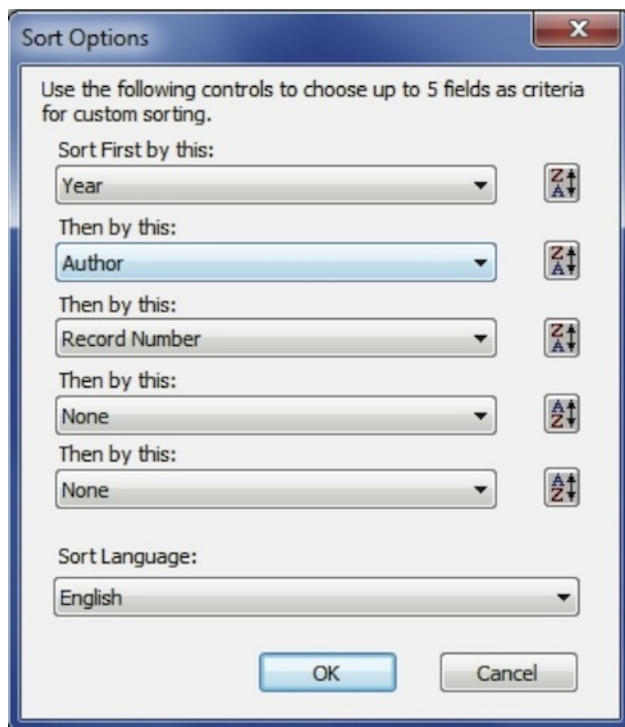 Sort Options
X
Use the following controls to choose up to 5 fields as criteria
for custom sorting.
Sort First by this:
Year
Z
A
Then by this:
Author
Z
A
Then by this:
Record Number
Z
A
Then by this:
None
A
Z
Then by this:
None
A
Z
Sort Language:
English
OK
Cancel